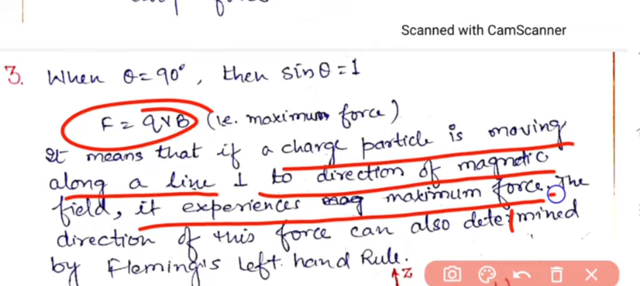 Scanned with CamScanner
3. When θ=90°, then sinθ=1
F = qvB (i.e. maximum force)
It means that if a charge particle is moving
along a line ⊥ to direction of magnetic
field, it experiences maximum force. The
direction of this force can also determined
by Fleming's Left hand Rule.